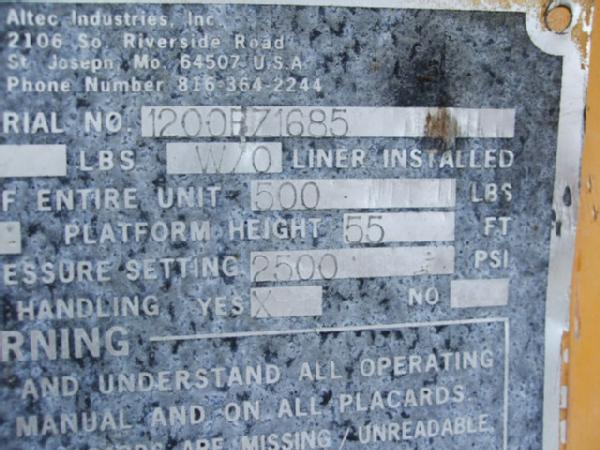 Altec Industries, Inc.
2106 So. Riverside Road
St. Joseph, Mo. 64507 U.S.A.
Phone Number 816-364-2244
RIAL NO.
LBS W/O LINER INSTALLED
F ENTIRE UNIT 500 LBS
PLATFORM HEIGHT 55 FT
ESSURE SETTING 2500 PSI
HANDLING YES X NO
RNING
AND UNDERSTAND ALL OPERATING
MANUAL AND ON ALL PLACARDS.
ARE MISSING/UNREADABLE.